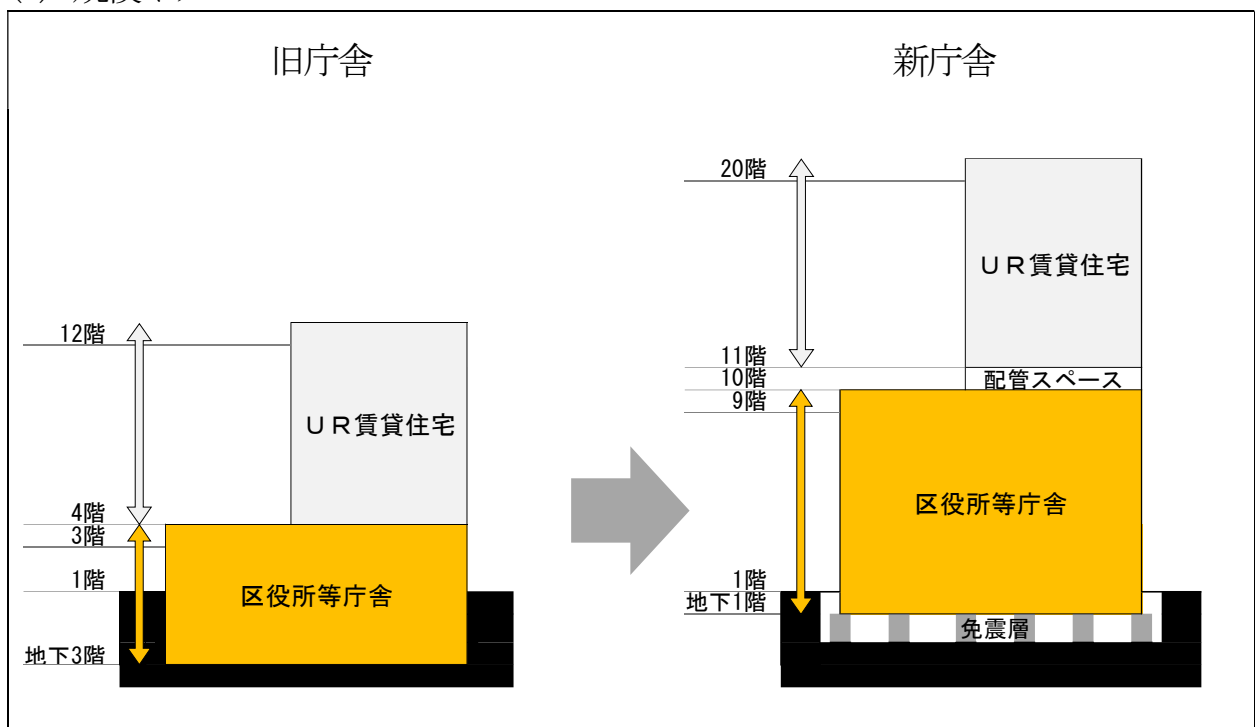 旧庁舎
12階
UR賃貸住宅
4階
3階
1階
区役所等庁舎
地下3階
新庁舎
20階
UR賃貸住宅
11階
10階
配管スペース
9階
区役所等庁舎
1階
地下1階
免震層